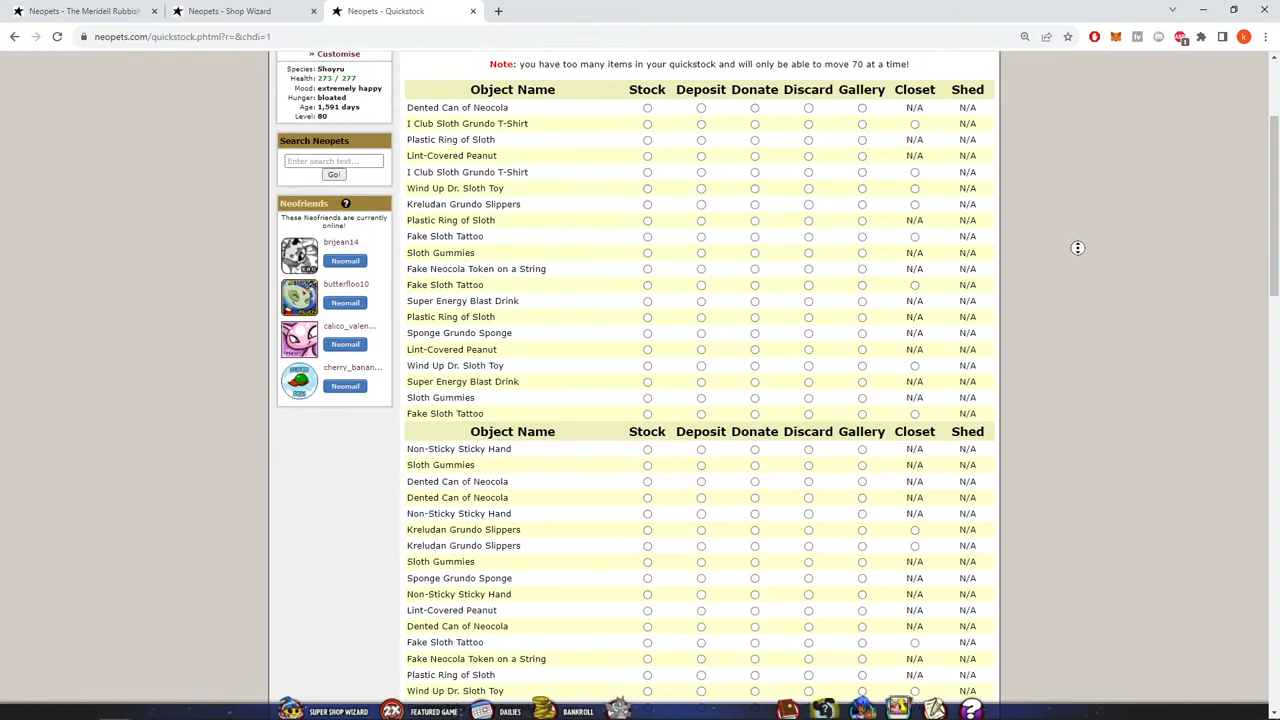 Neopets - The Meridell Rubbish
Neopets - Shop Wizard
Neopets - Quickstock
neopets.com/quickstock.phtml?r=&chdi=1
» Customise
Species: Shoyru
Health: 273 / 277
Mood: extremely happy
Hunger: bloated
Age: 1,591 days
Level: 80
Search Neopets
Enter search text...
Go!
Neofriends ?
These Neofriends are currently
online!
brijean14
Neomail
butterfloo10
Neomail
calico_valen...
Neomail
cherry_banan...
Neomail
Note: you have too many items in your quickstock and will only be able to move 70 at a time!
Object Name Stock Deposit Donate Discard Gallery Closet Shed
Dented Can of Neocola N/A N/A
I Club Sloth Grundo T-Shirt N/A
Plastic Ring of Sloth N/A N/A
Lint-Covered Peanut N/A N/A
I Club Sloth Grundo T-Shirt N/A
Wind Up Dr. Sloth Toy N/A
Kreludan Grundo Slippers N/A
Plastic Ring of Sloth N/A N/A
Fake Sloth Tattoo N/A
Sloth Gummies N/A N/A
Fake Neocola Token on a String N/A N/A
Fake Sloth Tattoo N/A
Super Energy Blast Drink N/A N/A
Plastic Ring of Sloth N/A N/A
Sponge Grundo Sponge N/A N/A
Lint-Covered Peanut N/A N/A
Wind Up Dr. Sloth Toy N/A
Super Energy Blast Drink N/A N/A
Sloth Gummies N/A N/A
Fake Sloth Tattoo N/A
Object Name Stock Deposit Donate Discard Gallery Closet Shed
Non-Sticky Sticky Hand N/A N/A
Sloth Gummies N/A N/A
Dented Can of Neocola N/A N/A
Dented Can of Neocola N/A N/A
Non-Sticky Sticky Hand N/A N/A
Kreludan Grundo Slippers N/A
Kreludan Grundo Slippers N/A
Sloth Gummies N/A N/A
Sponge Grundo Sponge N/A N/A
Non-Sticky Sticky Hand N/A N/A
Lint-Covered Peanut N/A N/A
Dented Can of Neocola N/A N/A
Fake Sloth Tattoo N/A
Fake Neocola Token on a String N/A N/A
Plastic Ring of Sloth N/A N/A
Wind Up Dr. Sloth Toy N/A
SUPER SHOP WIZARD 2X FEATURED GAME DAILIES BANKROLL